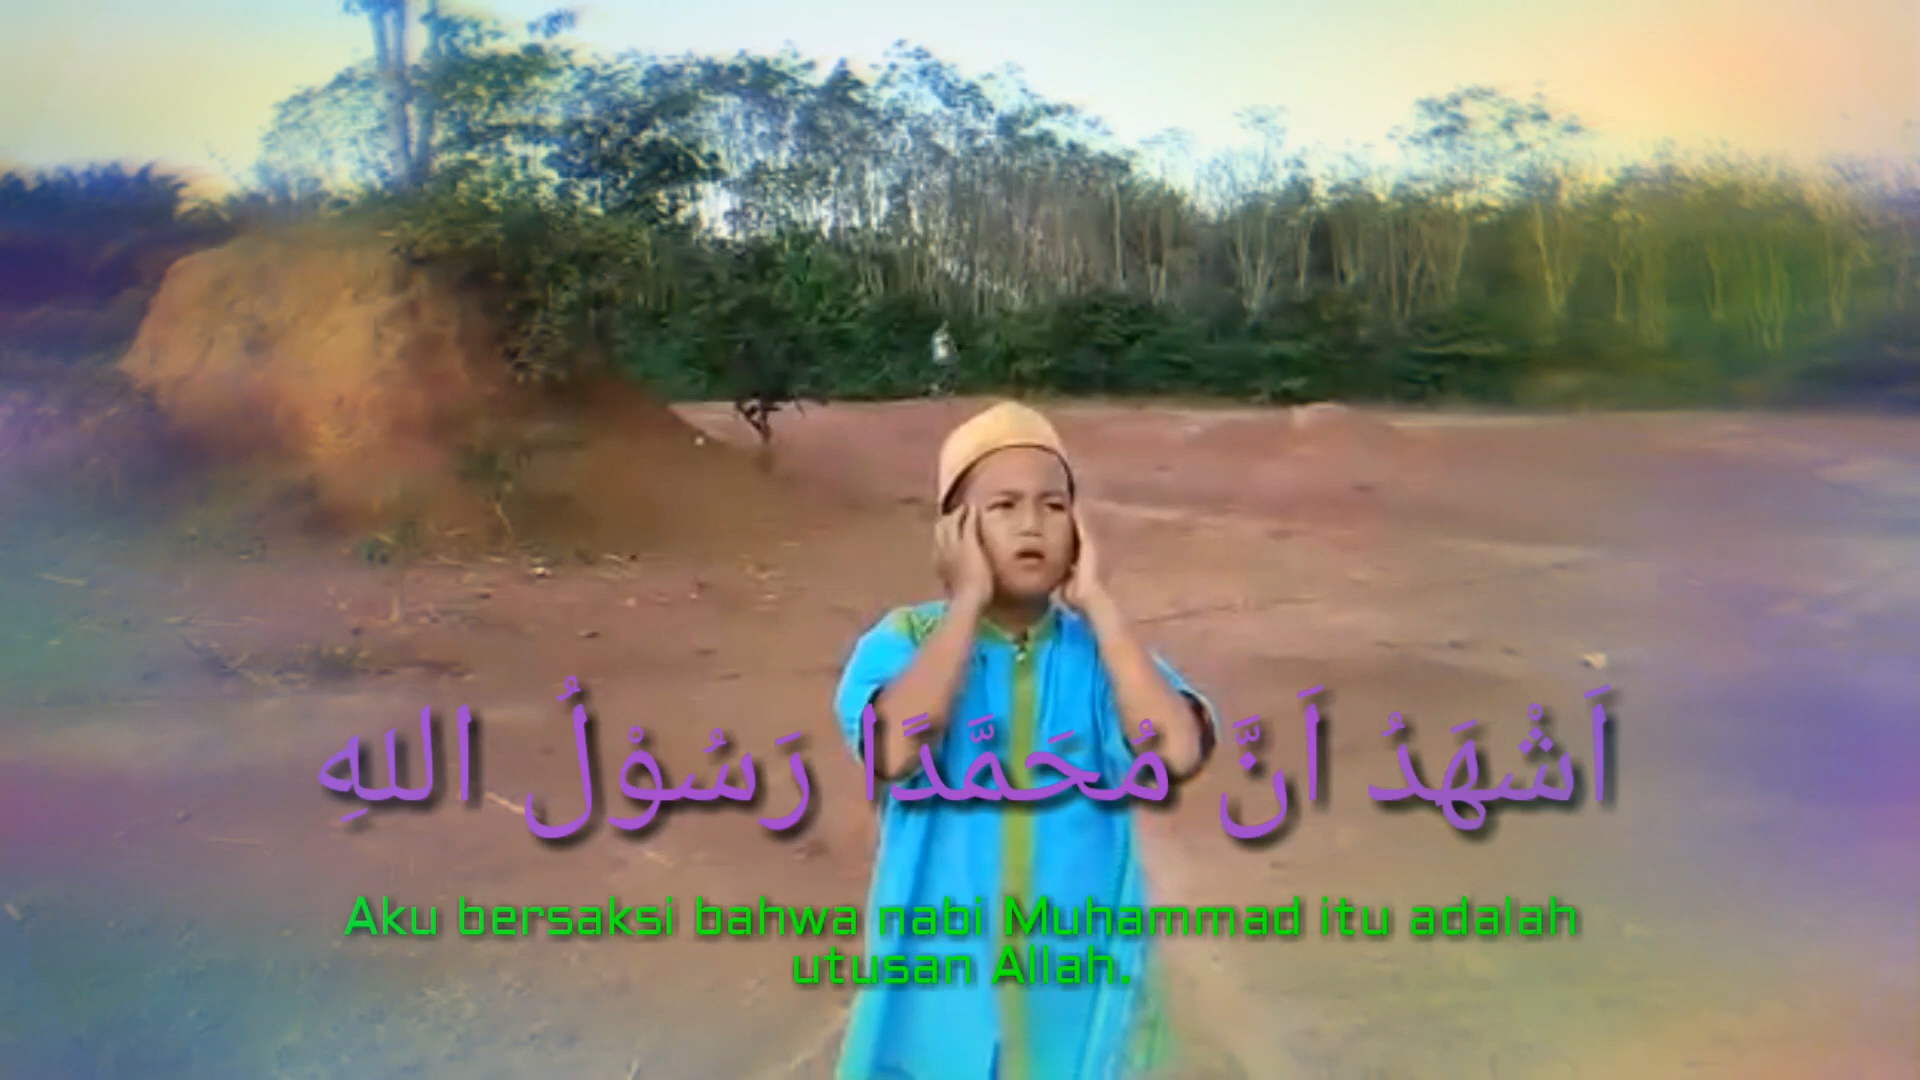 اَشْهَدُ اَنَّ مُحَمَّدًا رَسُوْلُ اللهِ
Aku bersaksi bahwa nabi Muhammad itu adalah
utusan Allah.